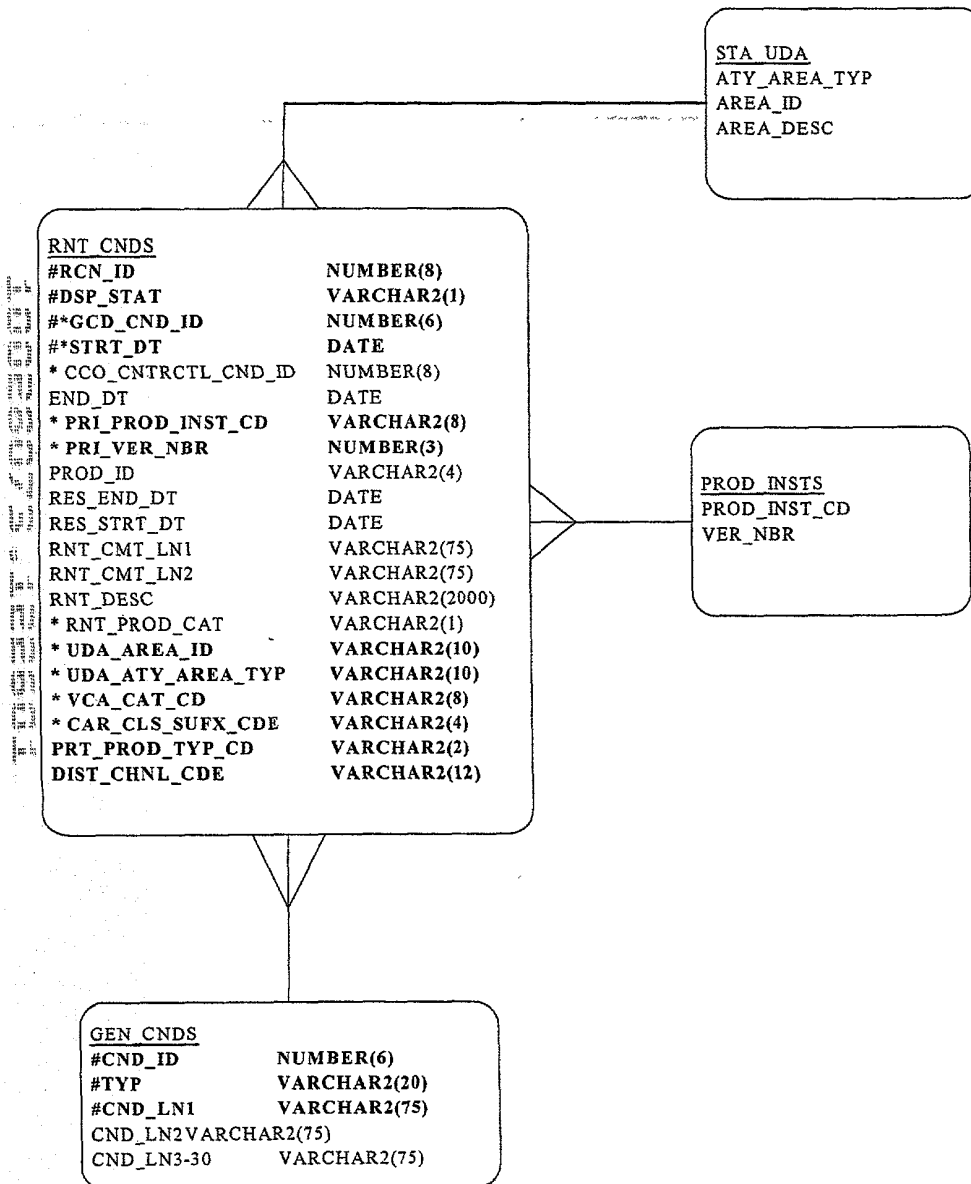 STA_UDA
ATY_AREA_TYP
AREA_ID
AREA_DESC
RNT_CNDS
#RCN_ID NUMBER(8)
#DSP_STAT VARCHAR2(1)
#*GCD_CND_ID NUMBER(6)
#*STRT_DT DATE
* CCO_CNTRCTL_CND_ID NUMBER(8)
END_DT DATE
* PRI_PROD_INST_CD VARCHAR2(8)
* PRI_VER_NBR NUMBER(3)
PROD_ID VARCHAR2(4)
RES_END_DT DATE
RES_STRT_DT DATE
RNT_CMT_LN1 VARCHAR2(75)
RNT_CMT_LN2 VARCHAR2(75)
RNT_DESC VARCHAR2(2000)
* RNT_PROD_CAT VARCHAR2(1)
* UDA_AREA_ID VARCHAR2(10)
* UDA_ATY_AREA_TYP VARCHAR2(10)
* VCA_CAT_CD VARCHAR2(8)
* CAR_CLS_SUFX_CDE VARCHAR2(4)
PRT_PROD_TYP_CD VARCHAR2(2)
DIST_CHNL_CDE VARCHAR2(12)
PROD_INSTS
PROD_INST_CD
VER_NBR
GEN_CNDS
#CND_ID NUMBER(6)
#TYP VARCHAR2(20)
#CND_LN1 VARCHAR2(75)
CND_LN2VARCHAR2(75)
CND_LN3-30 VARCHAR2(75)